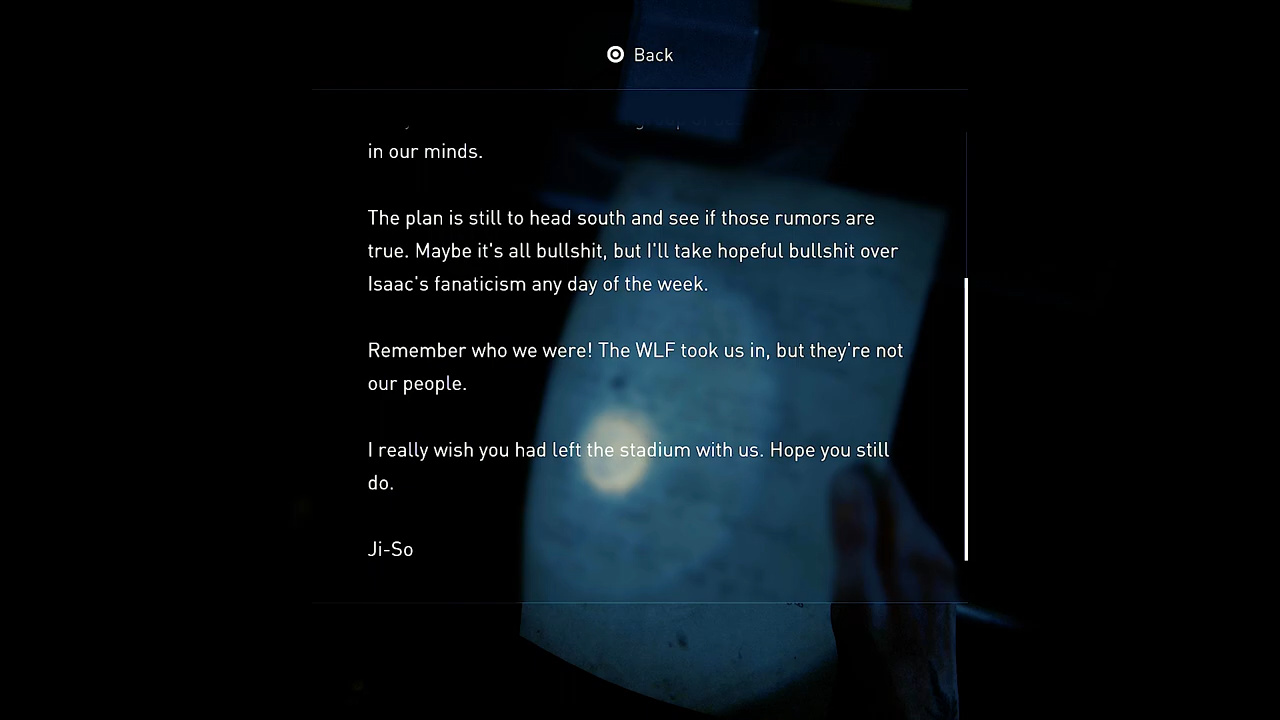 Back
in our minds.
The plan is still to head south and see if those rumors are
true. Maybe it's all bullshit, but I'll take hopeful bullshit over
Isaac's fanaticism any day of the week.
Remember who we were! The WLF took us in, but they're not
our people.
I really wish you had left the stadium with us. Hope you still
do.
Ji-So